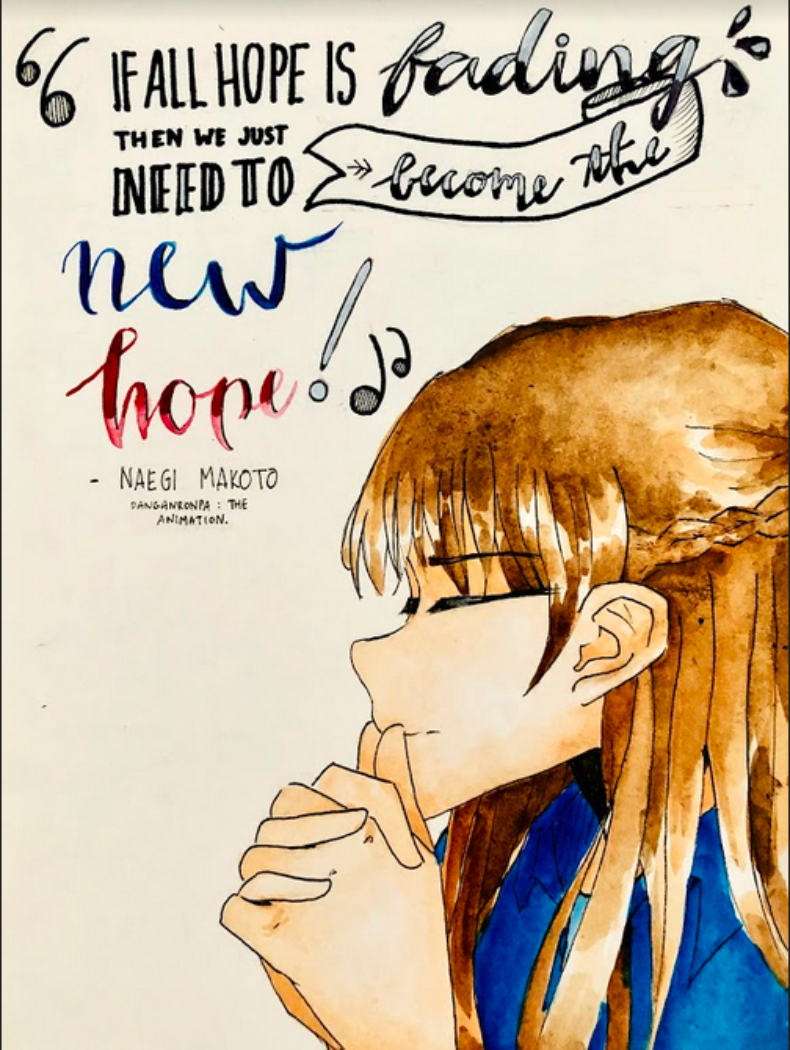 “ IF ALL HOPE IS fading
THEN WE JUST
NEED TO become the
new
hope!
- NAEGI MAKOTO
DANGANRONPA : THE
ANIMATION.